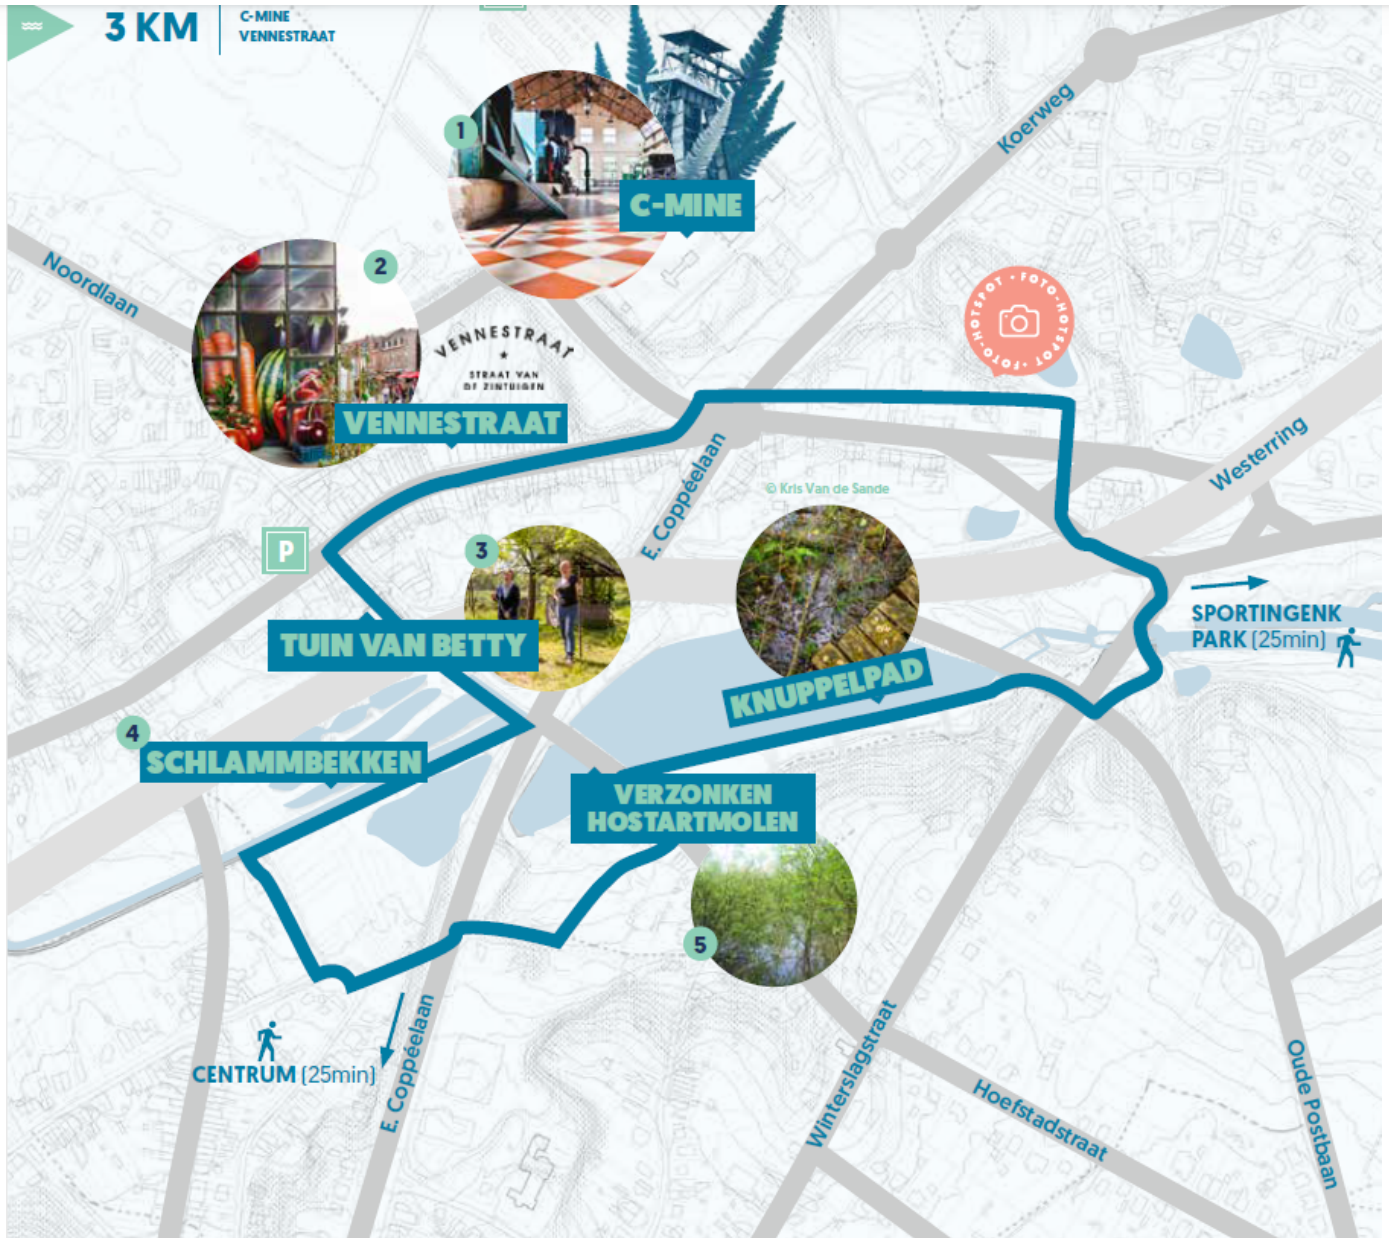 3 KM
C-MINE
VENNESTRAAT
1
C-MINE
Koerweg
Noordlaan
2
FOTO-HOTSPOT • FOTO-HOTSPOT •
VENNESTRAAT
STRAAT VAN
DE ZINTUIGEN
VENNESTRAAT
E. Coppéelaan
Westerring
© Kris Van de Sande
P
3
SPORTINGENK
PARK (25min)
TUIN VAN BETTY
KNUPPELPAD
4
SCHLAMMBEKKEN
VERZONKEN
HOSTARTMOLEN
5
CENTRUM (25min)
E. Coppéelaan
Winterslagstraat
Hoefstadstraat
Oude Postbaan